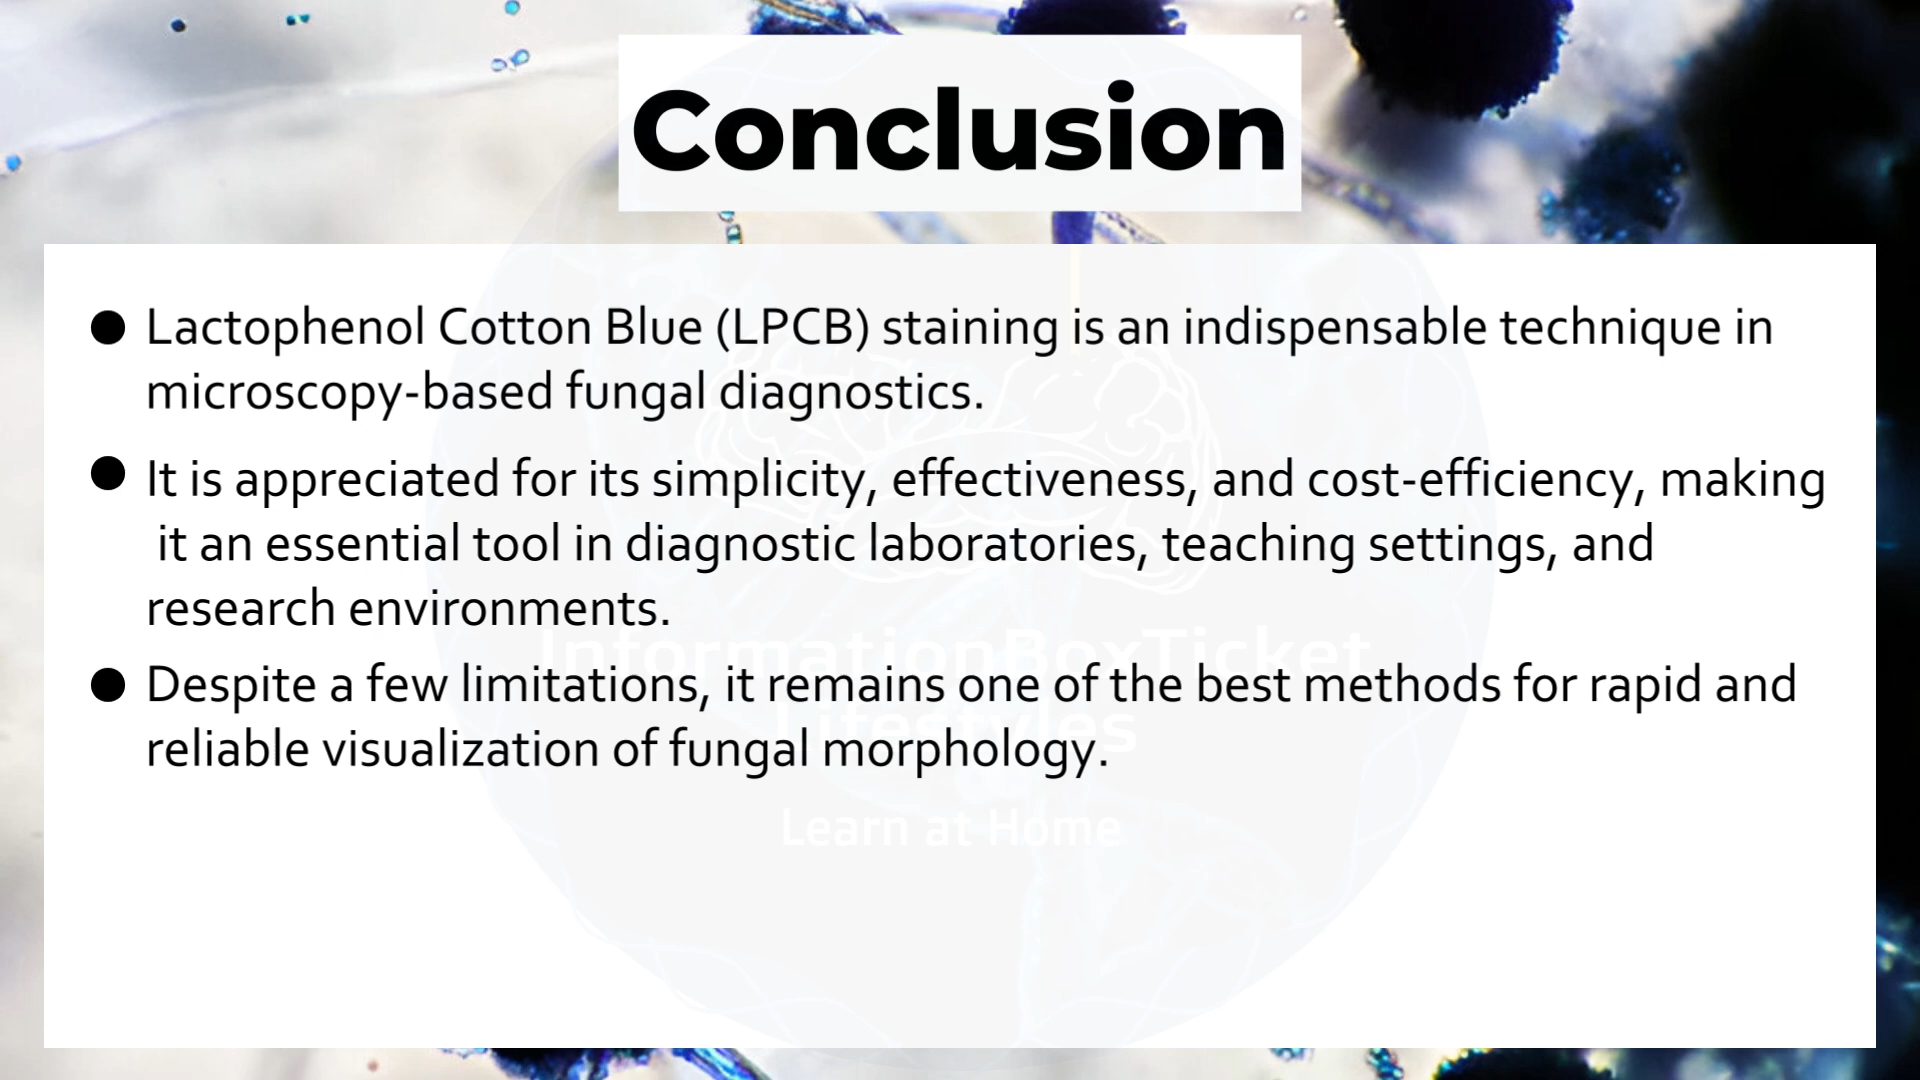 Conclusion
● Lactophenol Cotton Blue (LPCB) staining is an indispensable technique in
microscopy-based fungal diagnostics.
● It is appreciated for its simplicity, effectiveness, and cost-efficiency, making
it an essential tool in diagnostic laboratories, teaching settings, and
research environments.
InformationBoxTicket
● Despite a few limitations, it remains one of the best methods for rapid and
Lifestyles
reliable visualization of fungal morphology.
Learn at Home